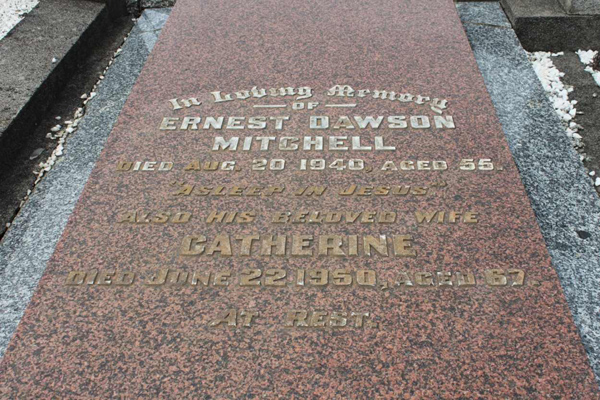 In Loving Memory
OF
ERNEST DAWSON
MITCHELL
DIED AUG. 20 1940, AGED 55.
"ASLEEP IN JESUS"
ALSO HIS BELOVED WIFE
CATHERINE
DIED JUNE 22 1950, AGED 67.
AT REST.